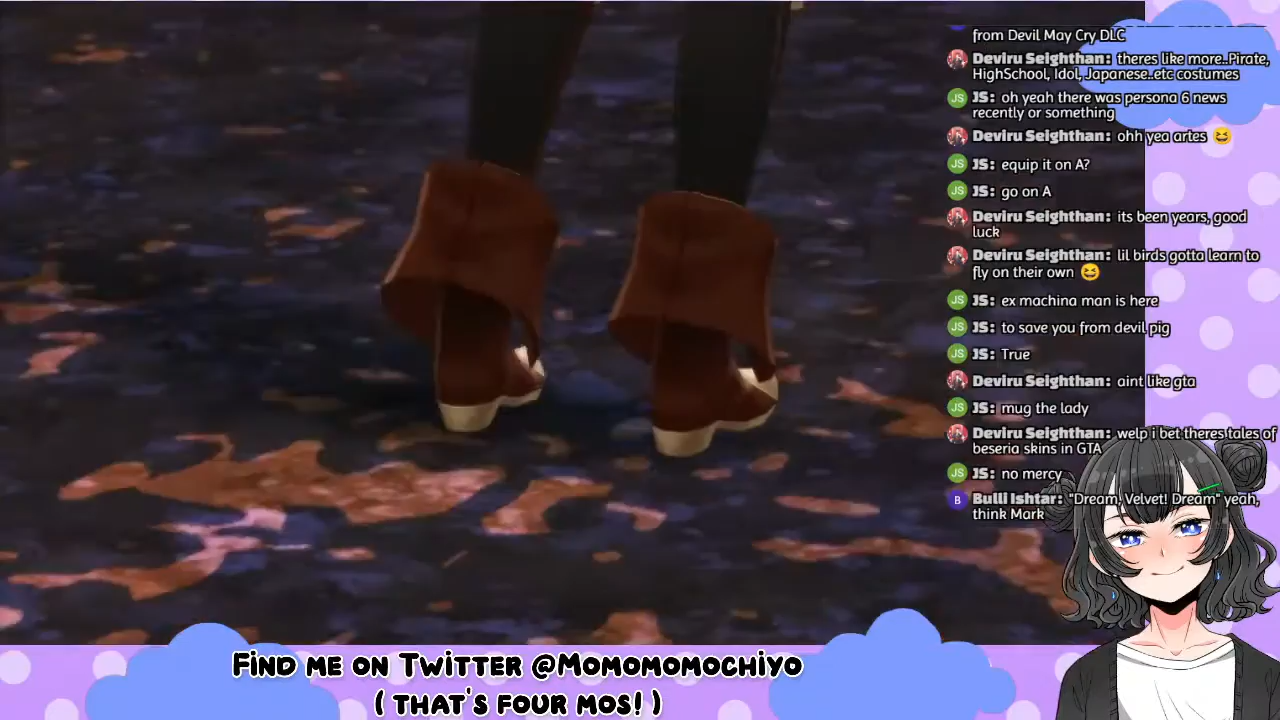 from Devil May Cry DLC
Deviru Seighthan: theres like more..Pirate,
HighSchool, Idol, Japanese..etc costumes
JS: oh yeah there was persona 6 news
recently or something
Deviru Seighthan: ohh yea artes 😆
JS: equip it on A?
JS: go on A
Deviru Seighthan: its been years, good
luck
Deviru Seighthan: lil birds gotta learn to
fly on their own 😆
JS: ex machina man is here
JS: to save you from devil pig
JS: True
Deviru Seighthan: aint like gta
JS: mug the lady
Deviru Seighthan: welp i bet theres tales of
beseria skins in GTA
JS: no mercy
B Bulli Ishtar: "Dream, Velvet! Dream" yeah,
think Mark
Find me on Twitter @Momomomochiyo
( that's four mos! )